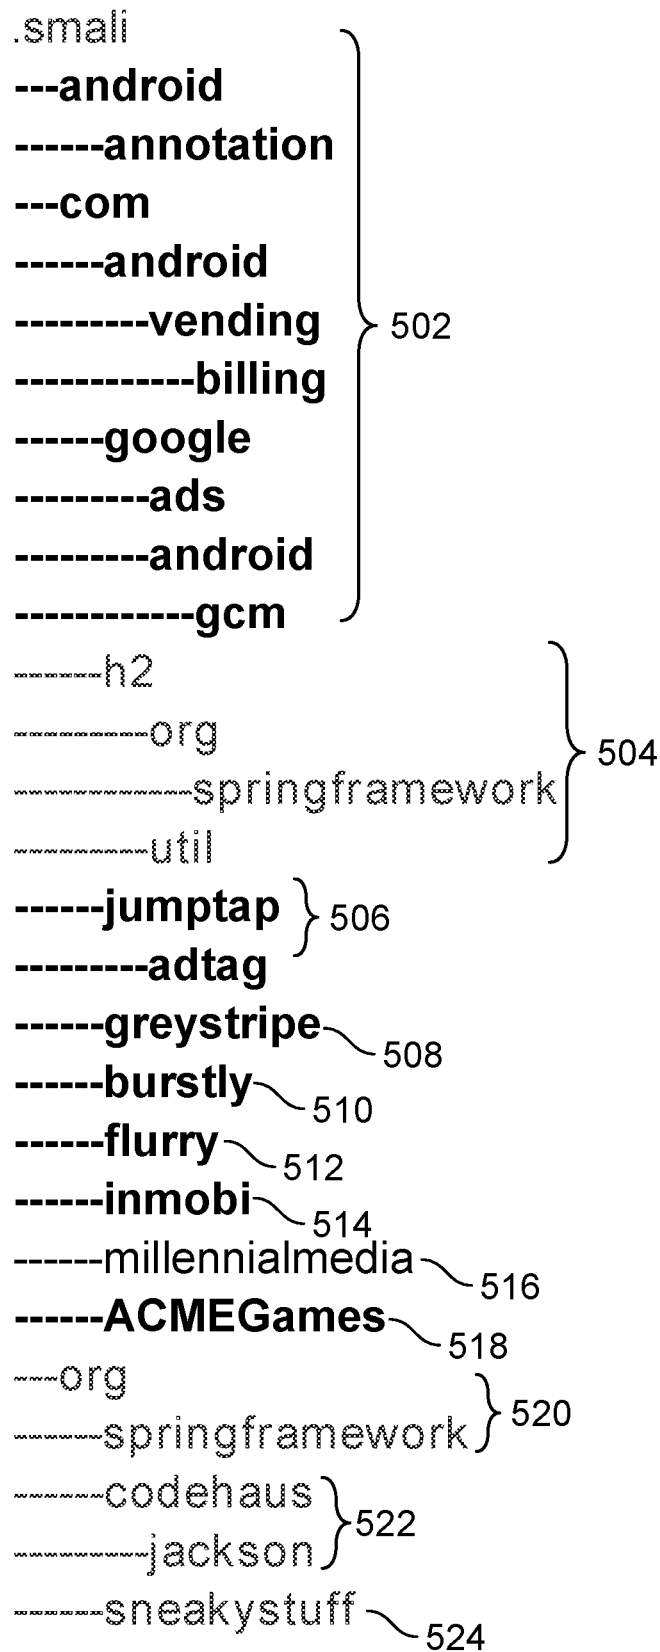 .smali
---android
------annotation
---com
------android
---------vending
502
------------billing
------google
---------ads
---------android
------------gcm
------h2
---------org
504
------------springframework
---------util
------jumptap
506
---------adtag
------greystripe
508
------burstly
510
------flurry
512
------inmobi
514
------millennialmedia
516
------ACMEGames
518
---org
520
------springframework
------codehaus
522
---------jackson
------sneakystuff
524